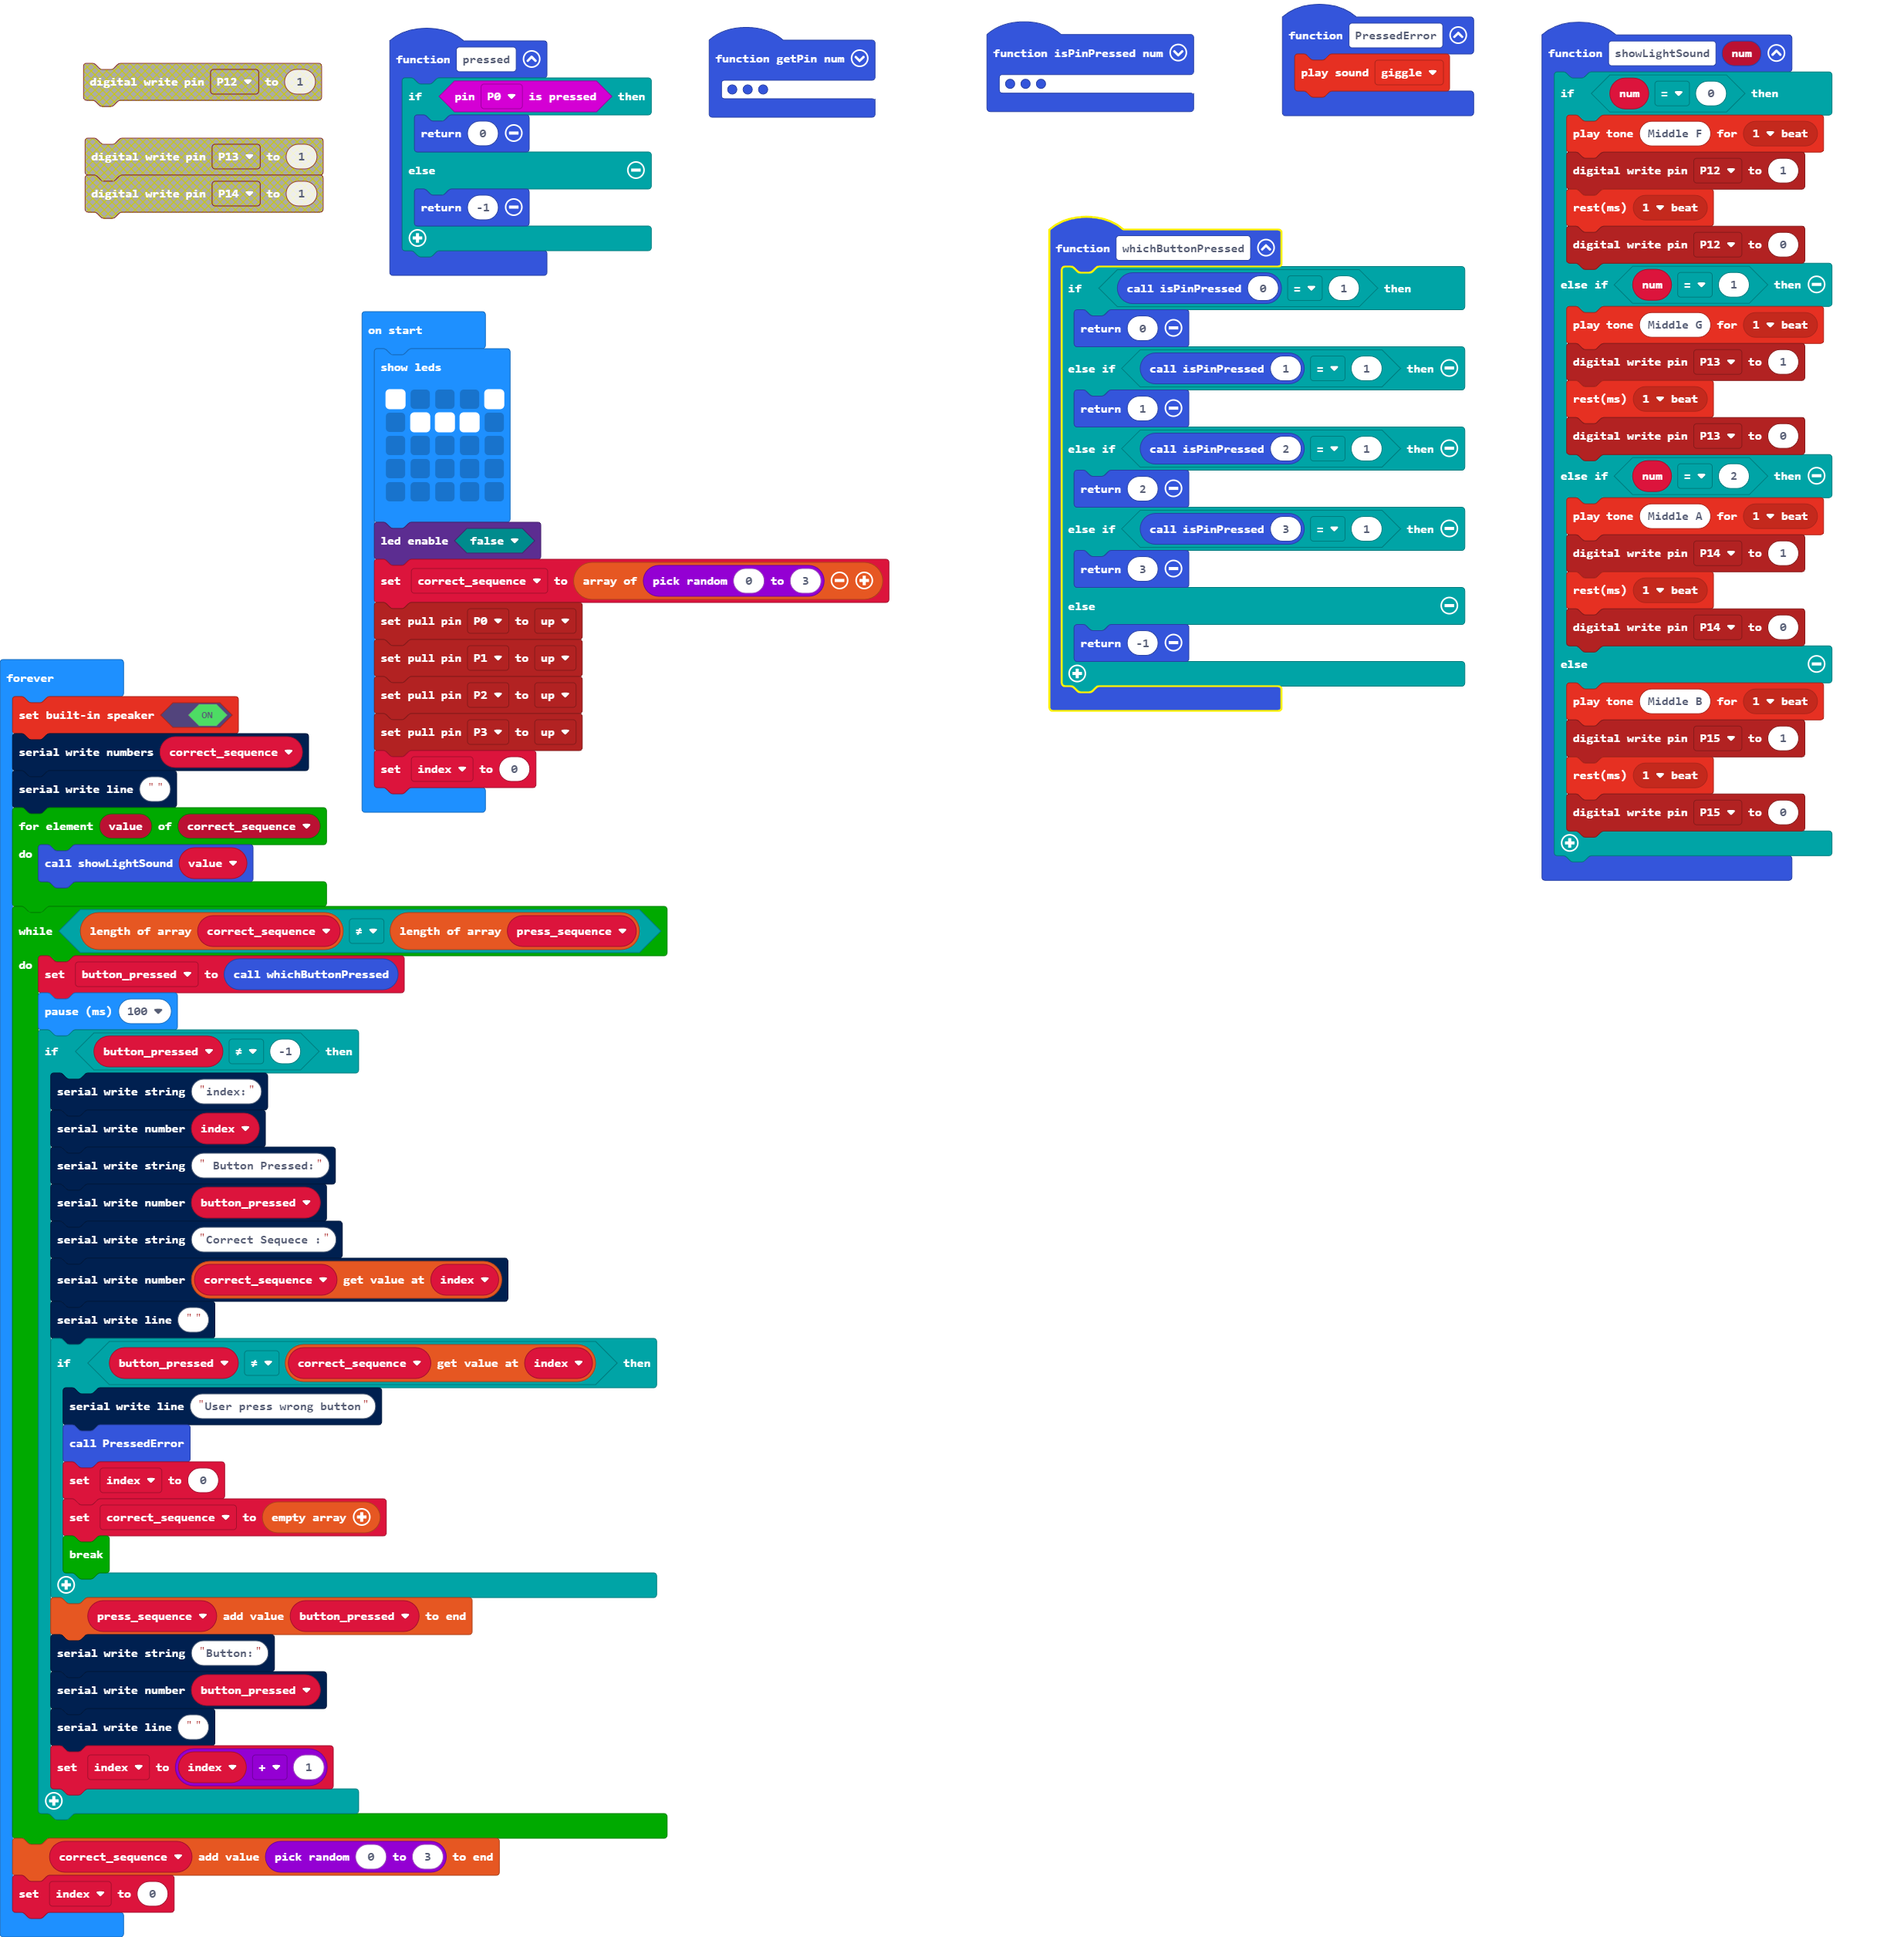 digital write pin P12 to 1
digital write pin P13 to 1
digital write pin P14 to 1
function pressed
if pin P0 is pressed then
return 0
else
return -1
function getPin num
function isPinPressed num
function PressedError
play sound giggle
function showLightSound num
if num = 0 then
play tone Middle F for 1 beat
digital write pin P12 to 1
rest(ms) 1 beat
digital write pin P12 to 0
else if num = 1 then
play tone Middle G for 1 beat
digital write pin P13 to 1
rest(ms) 1 beat
digital write pin P13 to 0
else if num = 2 then
play tone Middle A for 1 beat
digital write pin P14 to 1
rest(ms) 1 beat
digital write pin P14 to 0
else
play tone Middle B for 1 beat
digital write pin P15 to 1
rest(ms) 1 beat
digital write pin P15 to 0
function whichButtonPressed
if call isPinPressed 0 = 1 then
return 0
else if call isPinPressed 1 = 1 then
return 1
else if call isPinPressed 2 = 1 then
return 2
else if call isPinPressed 3 = 1 then
return 3
else
return -1
on start
show leds
led enable false
set correct_sequence to array of pick random 0 to 3
set pull pin P0 to up
set pull pin P1 to up
set pull pin P2 to up
set pull pin P3 to up
set index to 0
forever
set built-in speaker ON
serial write numbers correct_sequence
serial write line " "
for element value of correct_sequence
do call showLightSound value
while length of array correct_sequence ≠ length of array press_sequence
do set button_pressed to call whichButtonPressed
pause (ms) 100
if button_pressed ≠ -1 then
serial write string "index:"
serial write number index
serial write string " Button Pressed:"
serial write number button_pressed
serial write string "Correct Sequece :"
serial write number correct_sequence get value at index
serial write line " "
if button_pressed ≠ correct_sequence get value at index then
serial write line "User press wrong button"
call PressedError
set index to 0
set correct_sequence to empty array
break
press_sequence add value button_pressed to end
serial write string "Button:"
serial write number button_pressed
serial write line " "
set index to index + 1
correct_sequence add value pick random 0 to 3 to end
set index to 0